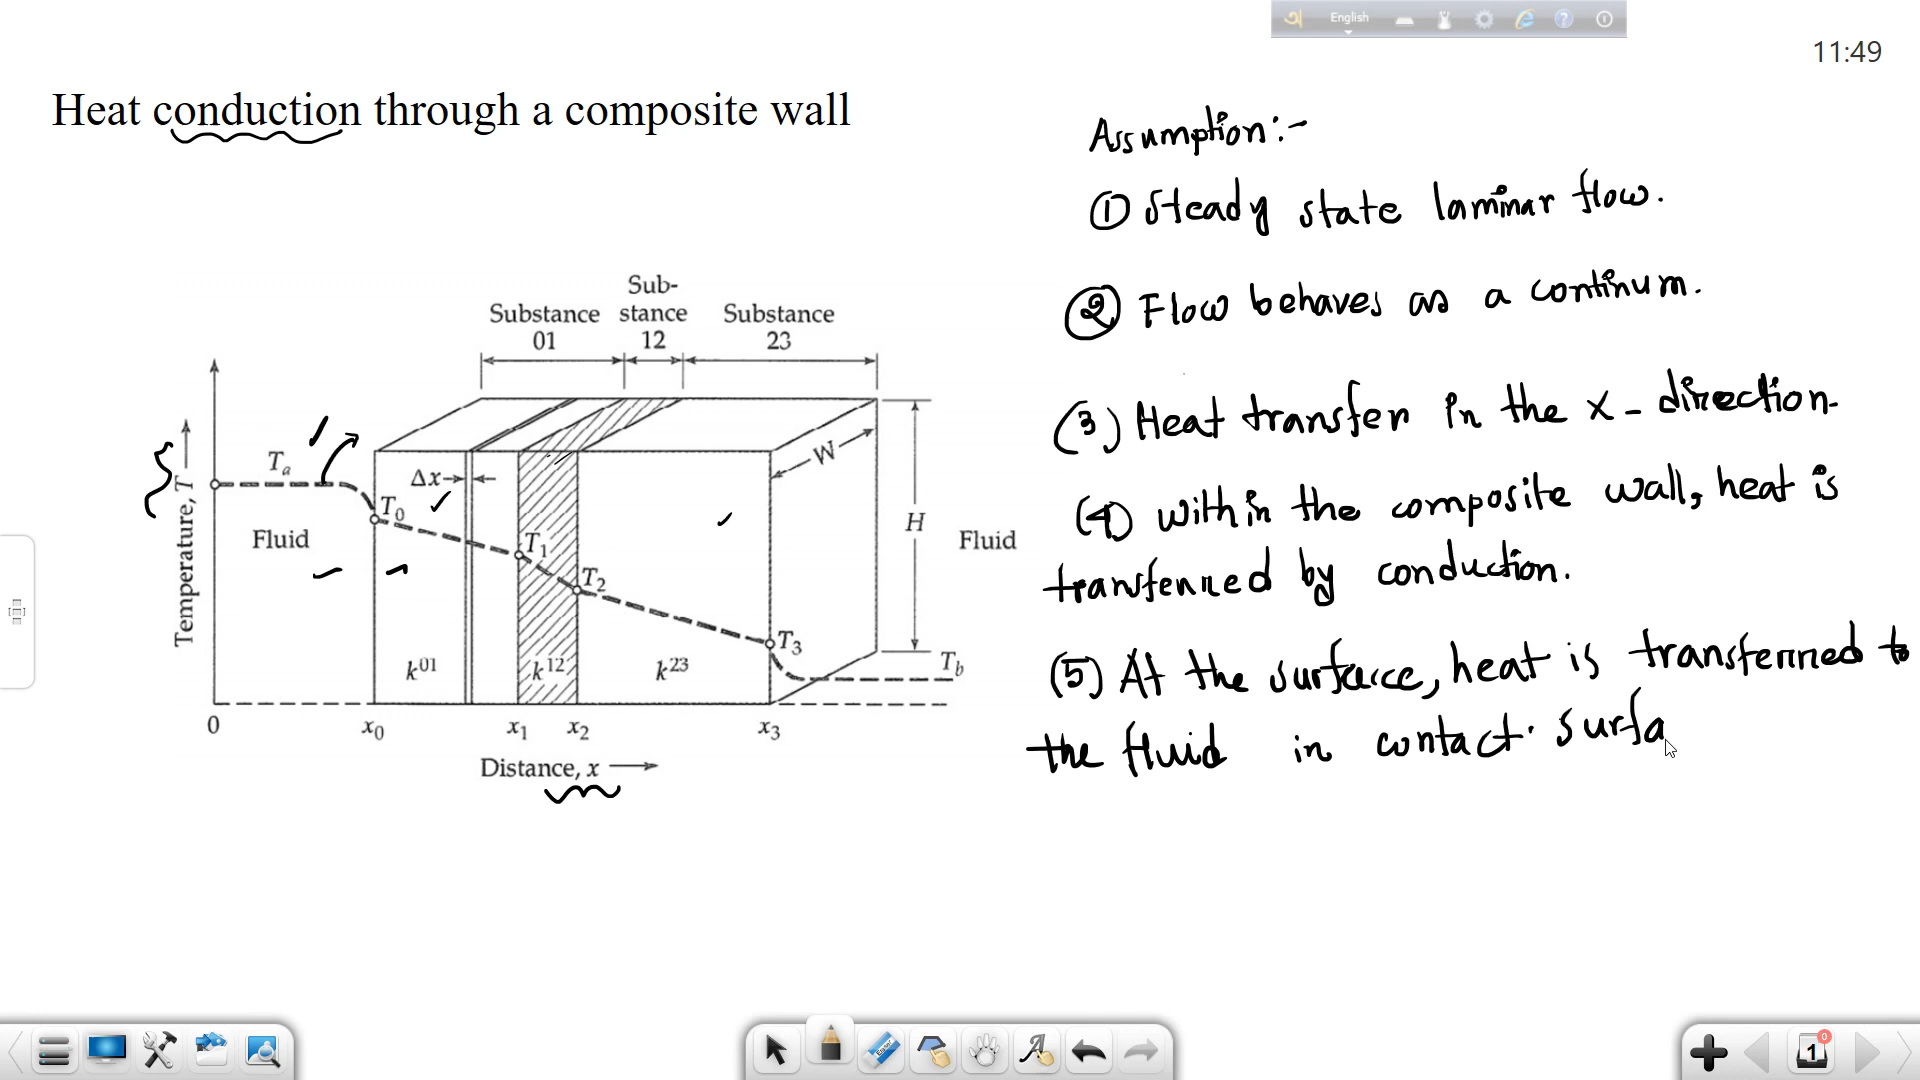 English
11:49
Heat conduction through a composite wall
Assumption:-
① Steady state laminar flow.
② Flow behaves as a continum.
(3) Heat transfer in the x-direction.
(4) within the composite wall, heat is
transferred by conduction.
(5) At the surface, heat is transferred to
the fluid in contact. Surfa
Sub-
Substance stance Substance
01 12 23
Temperature, T
Ta
Δx
W
T0
H
Fluid
T1
Fluid
T2
T3
k01 k12 k23
Tb
0 x0 x1 x2 x3
Distance, x
Eraser
A
1
0